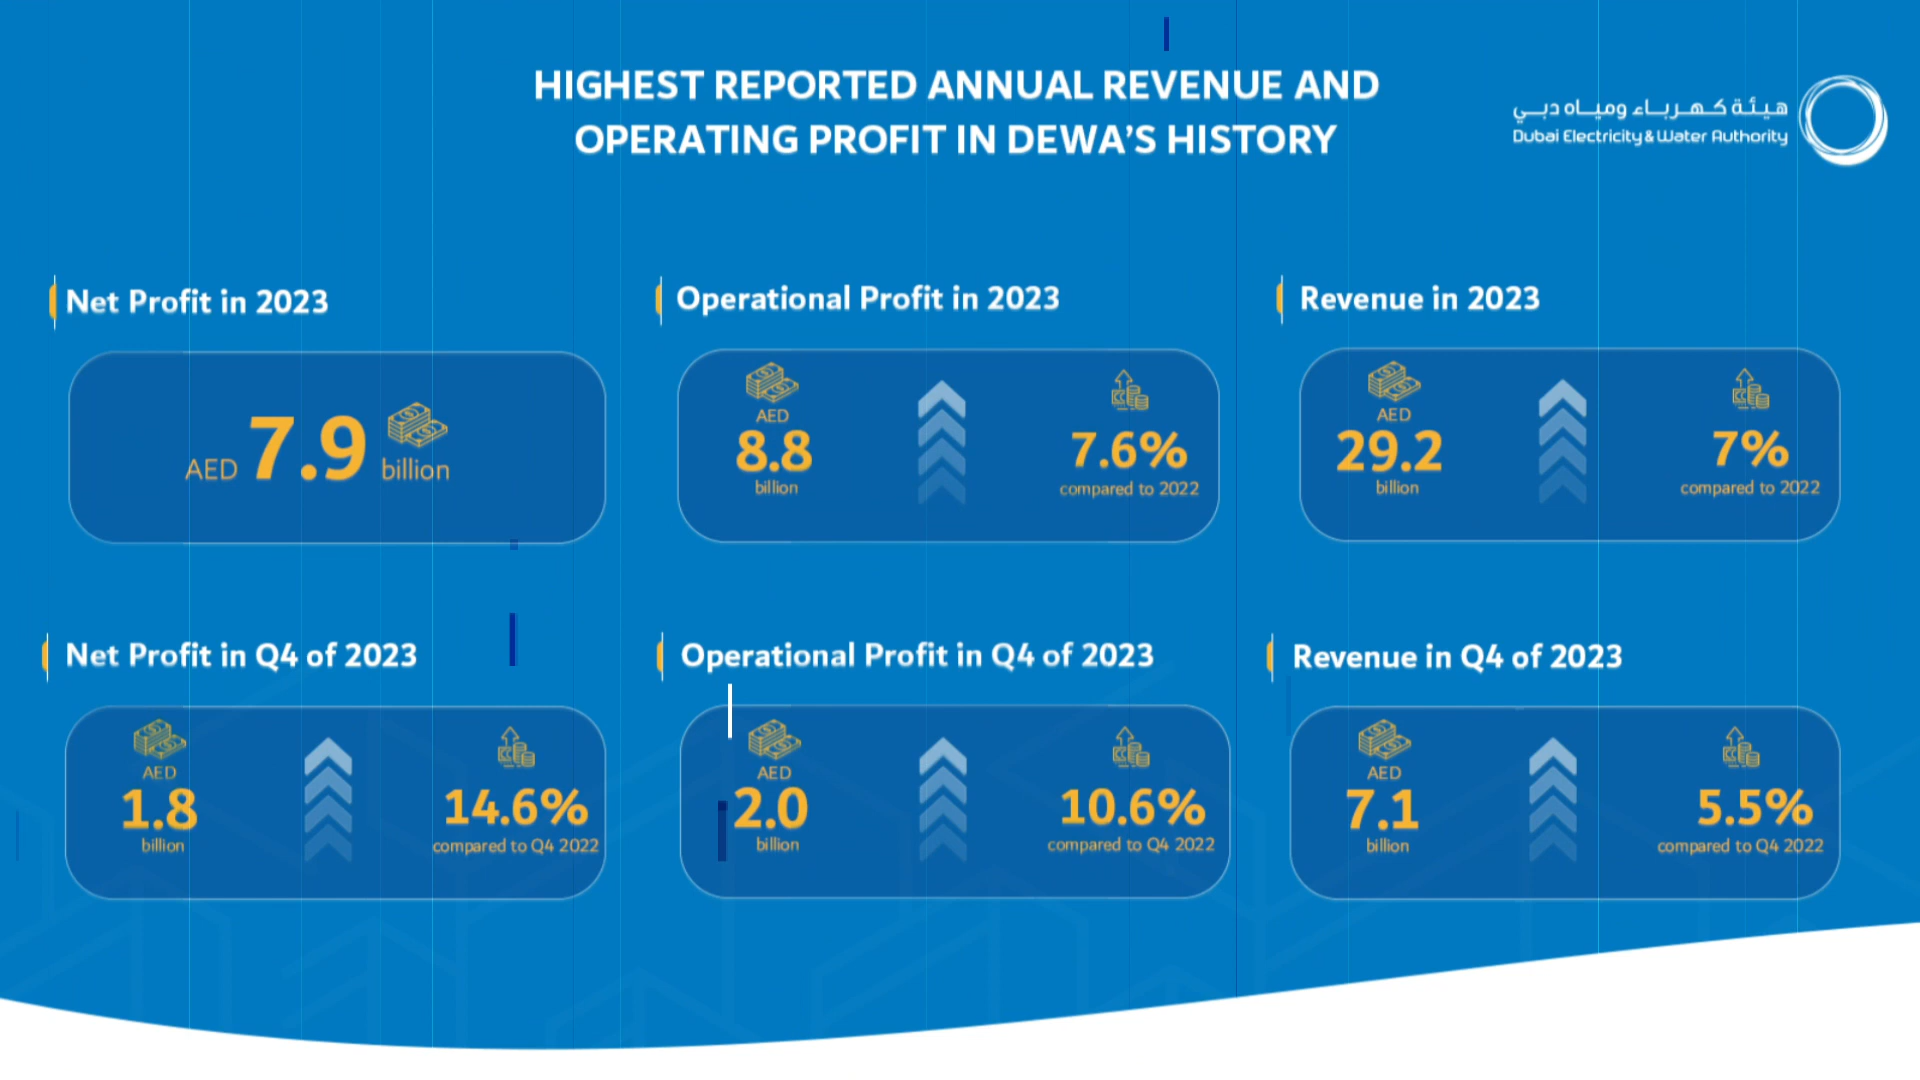 HIGHEST REPORTED ANNUAL REVENUE AND
OPERATING PROFIT IN DEWA’S HISTORY
هيئة كهرباء ومياه دبي
Dubai Electricity & Water Authority
Net Profit in 2023
AED 7.9 billion
Operational Profit in 2023
AED
8.8
billion
7.6%
compared to 2022
Revenue in 2023
AED
29.2
billion
7%
compared to 2022
Net Profit in Q4 of 2023
AED
1.8
billion
14.6%
compared to Q4 2022
Operational Profit in Q4 of 2023
AED
2.0
billion
10.6%
compared to Q4 2022
Revenue in Q4 of 2023
AED
7.1
billion
5.5%
compared to Q4 2022